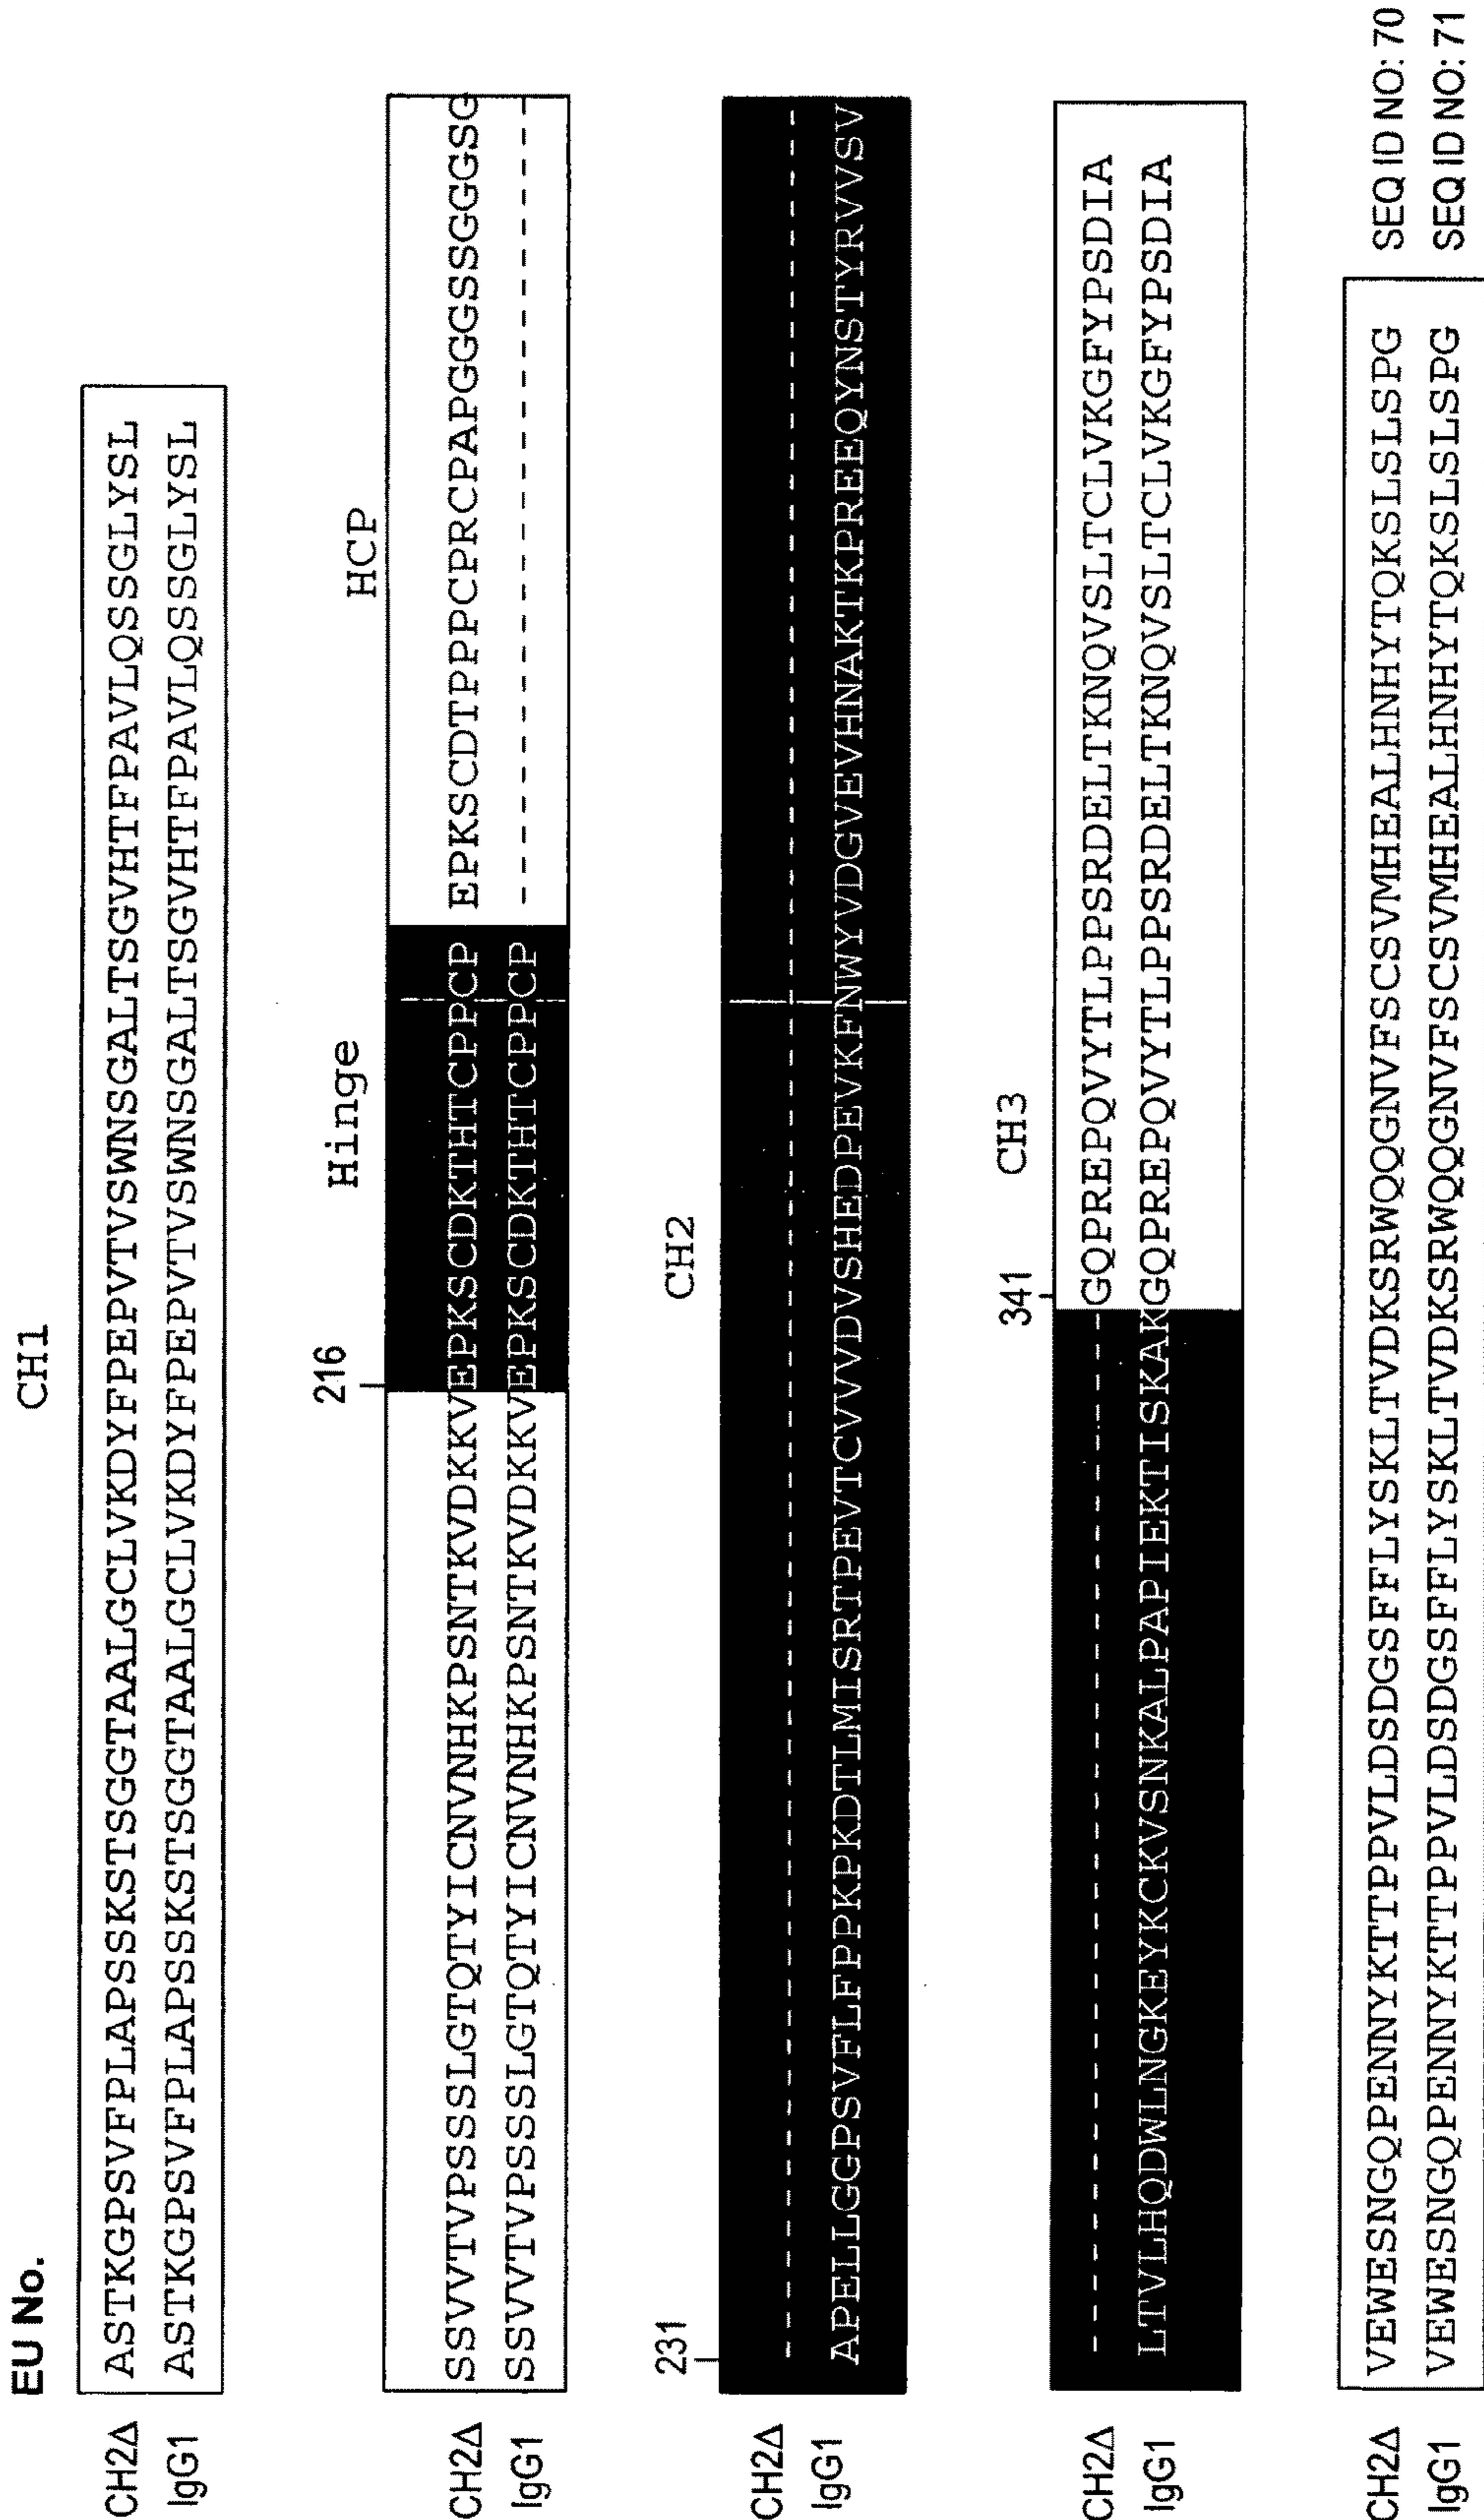 EU No.
CH1
CH2Δ ASTKGPSVFPLAPSSKSTSGGTAALGCLVKDYFPEPVTVSWNSGALTSGVHTFPAVLQSSGLYSL
IgG1 ASTKGPSVFPLAPSSKSTSGGTAALGCLVKDYFPEPVTVSWNSGALTSGVHTFPAVLQSSGLYSL
216 Hinge HCP
CH2Δ SSVVTVPSSSLGTQTYICNVNHKPSNTKVDKKVEPKSCDKTHTCPPCP EPKSCDTPPPCPRCPAPGGGSSGGGSG
IgG1 SSVVTVPSSSLGTQTYICNVNHKPSNTKVDKKVEPKSCDKTHTCPPCP ---------------------------
231 CH2
CH2Δ ---------------------------------------------------------------------------
IgG1 APELLGGPSVFLFPPKPKDTLMISRTPEVTCVVVDVSHEDPEVKFNWYVDGVEVHNAKTKPREEQYNSTYRVVSV
341 CH3
CH2Δ -----------------------------------GQPREPQVYTLPPSRDELTKNQVSLTCLVKGFYPSDIA
IgG1 LTVLHQDWLNGKEYKCKVSNKALPAPIEKTISKAKGQPREPQVYTLPPSRDELTKNQVSLTCLVKGFYPSDIA
CH2Δ VEWESNGQPENNYKTTPPVLDSDGSFFLYSKLTVDKSRWQQGNVFSCSVMHEALHNHYTQKSLSLSPG SEQ ID NO: 70
IgG1 VEWESNGQPENNYKTTPPVLDSDGSFFLYSKLTVDKSRWQQGNVFSCSVMHEALHNHYTQKSLSLSPG SEQ ID NO: 71